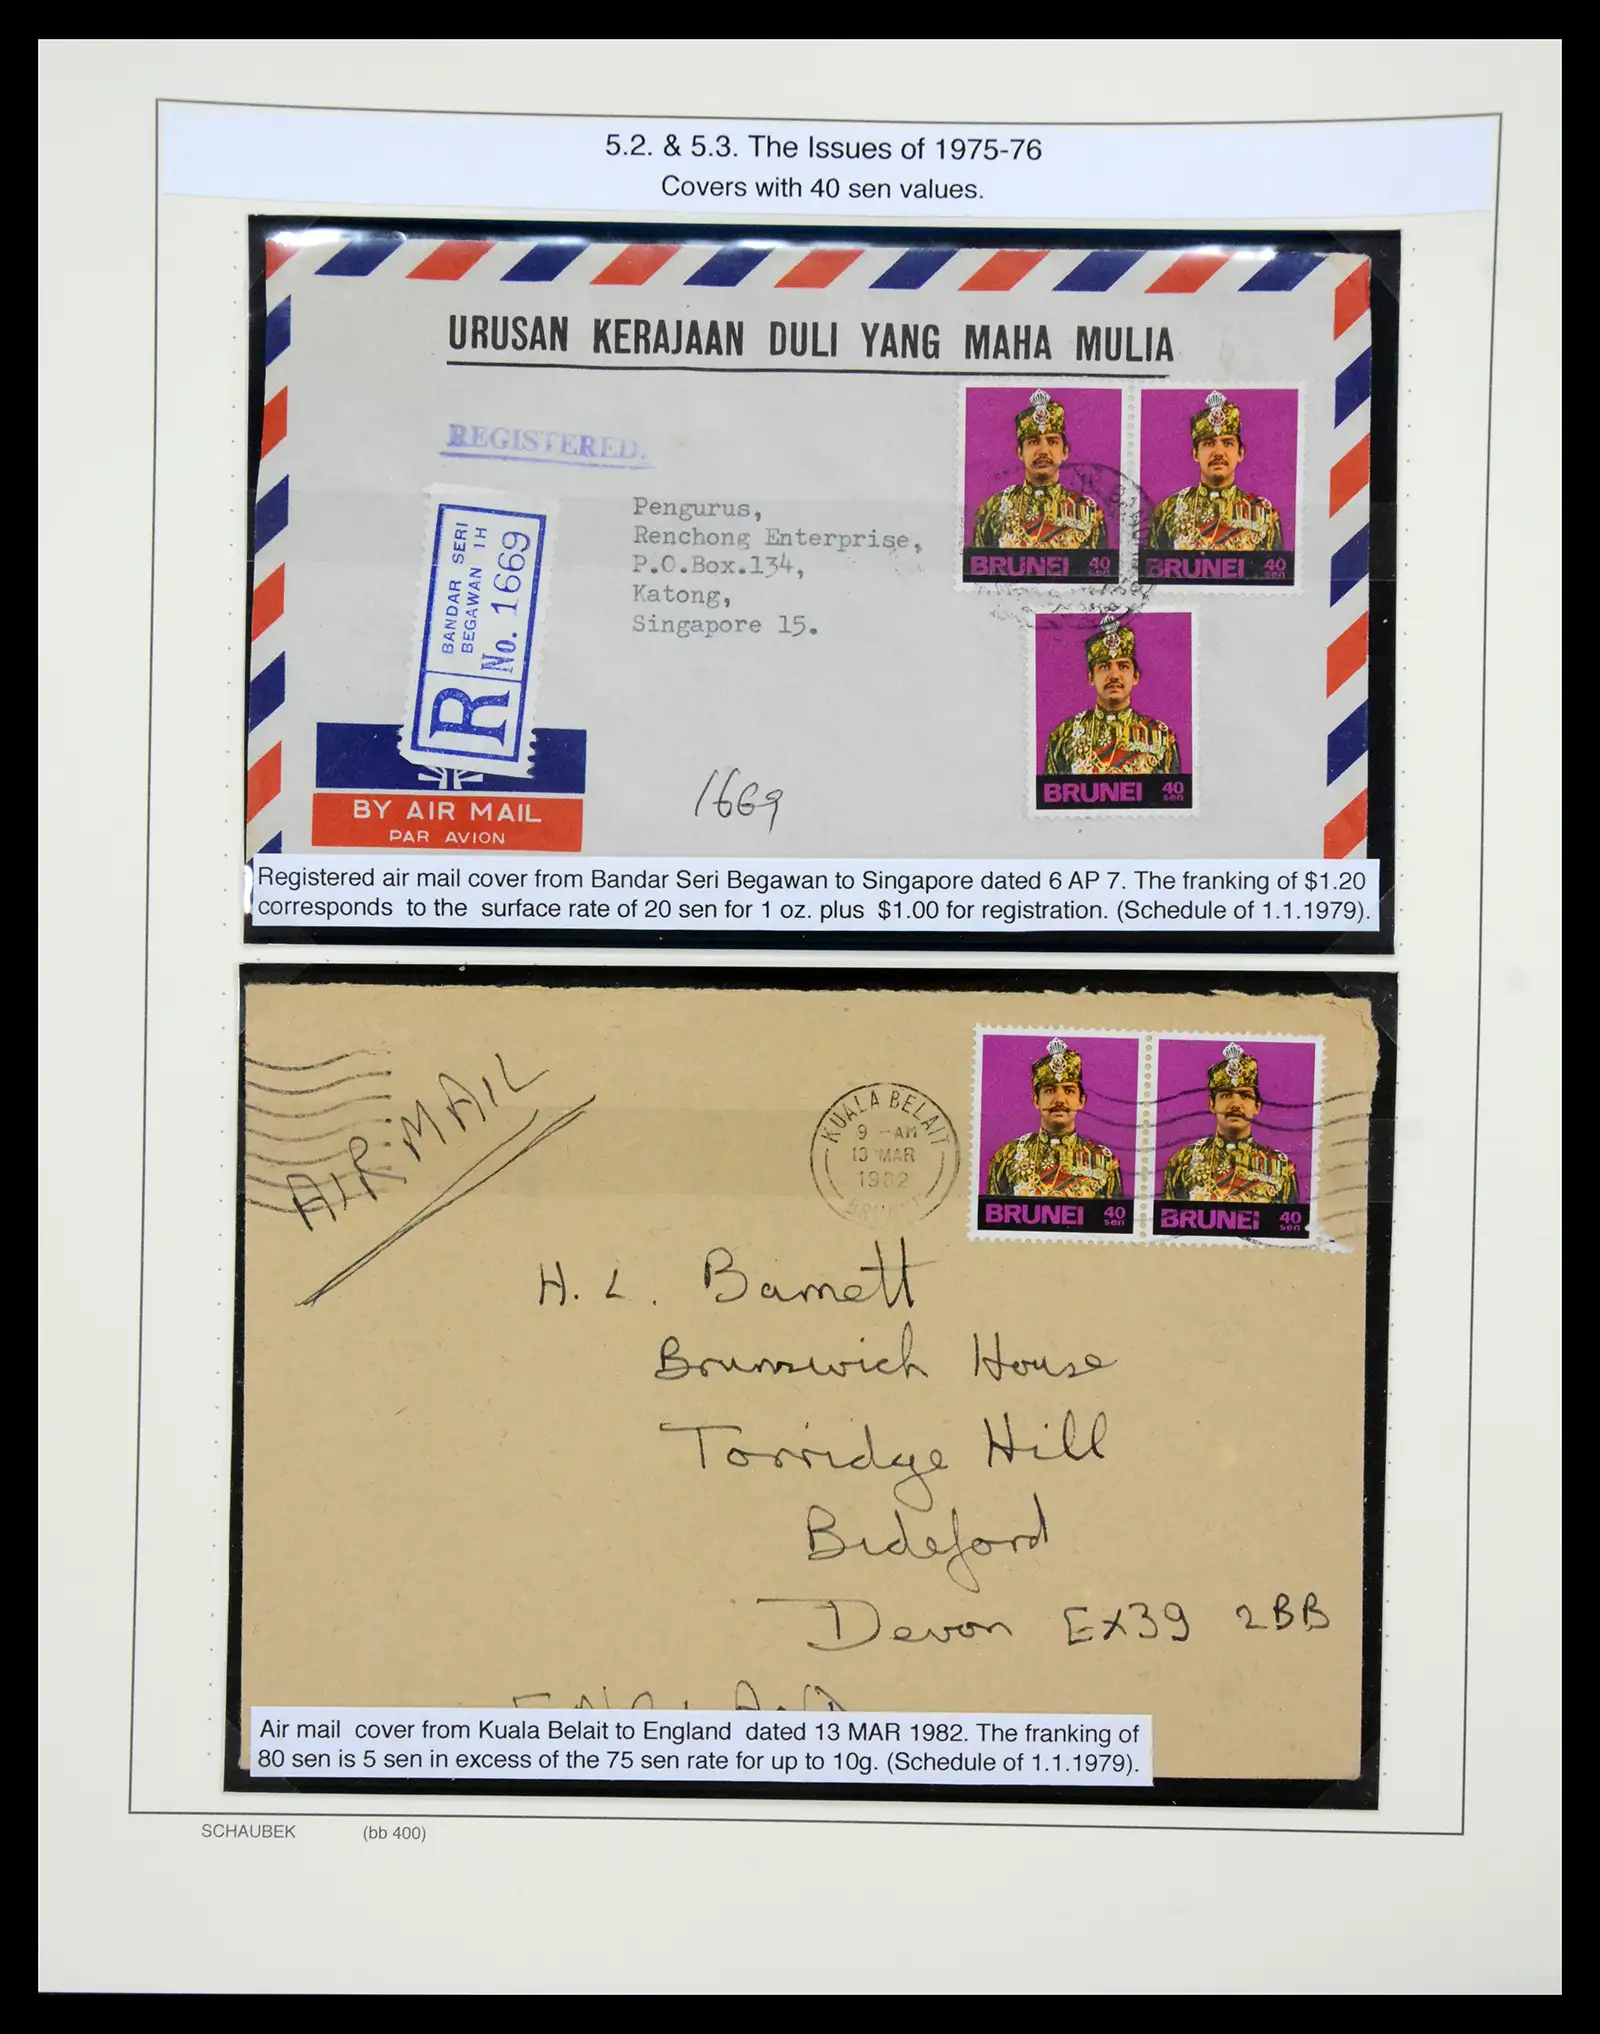 5.2. & 5.3. The Issues of 1975-76
Covers with 40 sen values.
URUSAN KERAJAAN DULI YANG MAHA MULIA
REGISTERED.
BANDAR SERI
BEGAWAN 1H
R No. 1669
Pengurus,
Renchong Enterprise,
P.O.Box.134,
Katong,
Singapore 15.
BRUNEI 40 sen
BRUNEI 40 sen
BRUNEI 40 sen
1669
BY AIR MAIL
PAR AVION
Registered air mail cover from Bandar Seri Begawan to Singapore dated 6 AP 7. The franking of $1.20
corresponds to the surface rate of 20 sen for 1 oz. plus $1.00 for registration. (Schedule of 1.1.1979).
AIR MAIL
KUALA BELAIT
9 -AM
13 MAR
1982
BRUNEI
BRUNEI 40 sen
BRUNEI 40 sen
H. L. Barnett
Brunswich House
Torridge Hill
Bideford
Devon EX39 2BB
ENGLAND
Air mail cover from Kuala Belait to England dated 13 MAR 1982. The franking of
80 sen is 5 sen in excess of the 75 sen rate for up to 10g. (Schedule of 1.1.1979).
SCHAUBEK (bb 400)